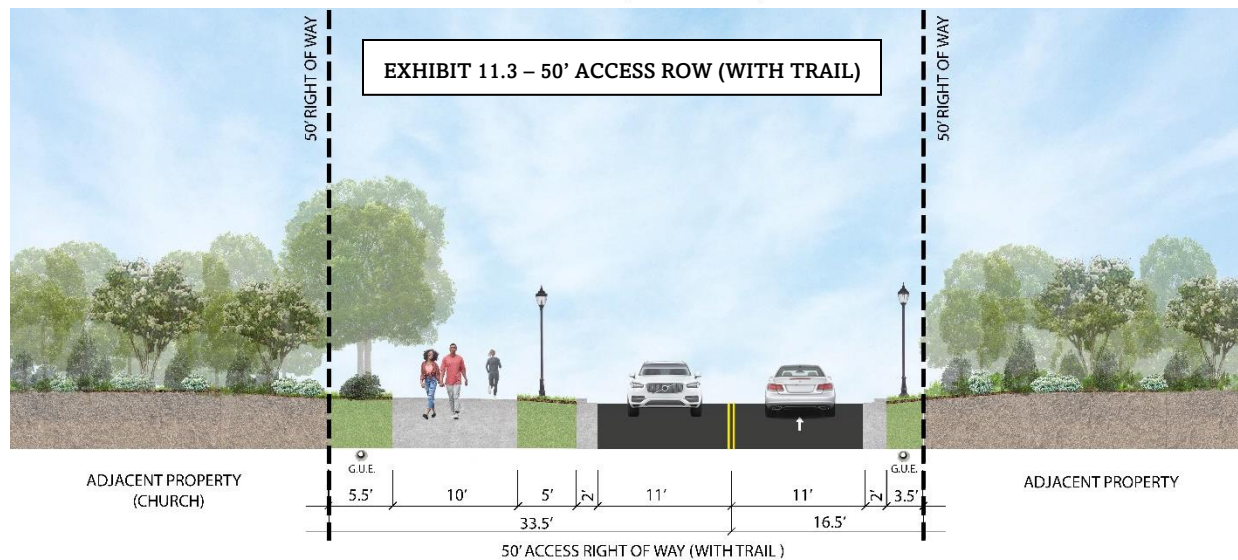 50' RIGHT OF WAY
EXHIBIT 11.3 – 50' ACCESS ROW (WITH TRAIL)
50' RIGHT OF WAY
ADJACENT PROPERTY
(CHURCH)
G.U.E.
G.U.E.
ADJACENT PROPERTY
5.5' 10' 5' 2' 11' 11' 2' 3.5'
33.5' 16.5'
50' ACCESS RIGHT OF WAY (WITH TRAIL )